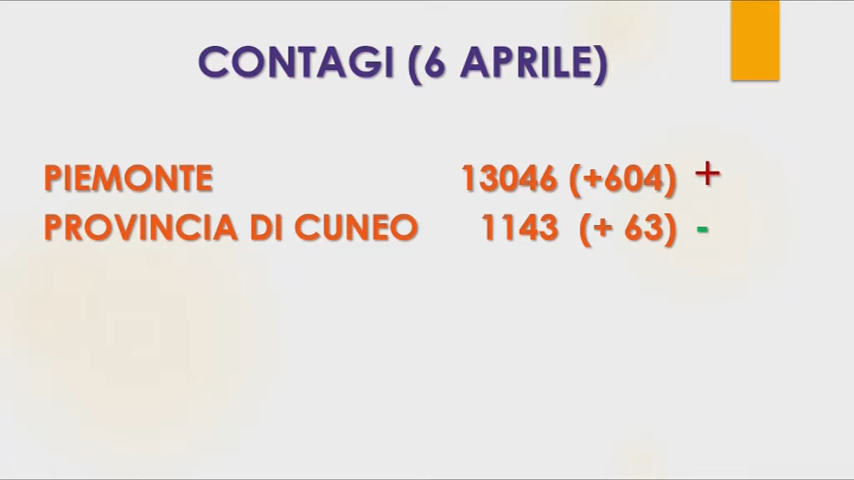 CONTAGI (6 APRILE)
PIEMONTE 13046 (+604) +
PROVINCIA DI CUNEO 1143 (+ 63) -